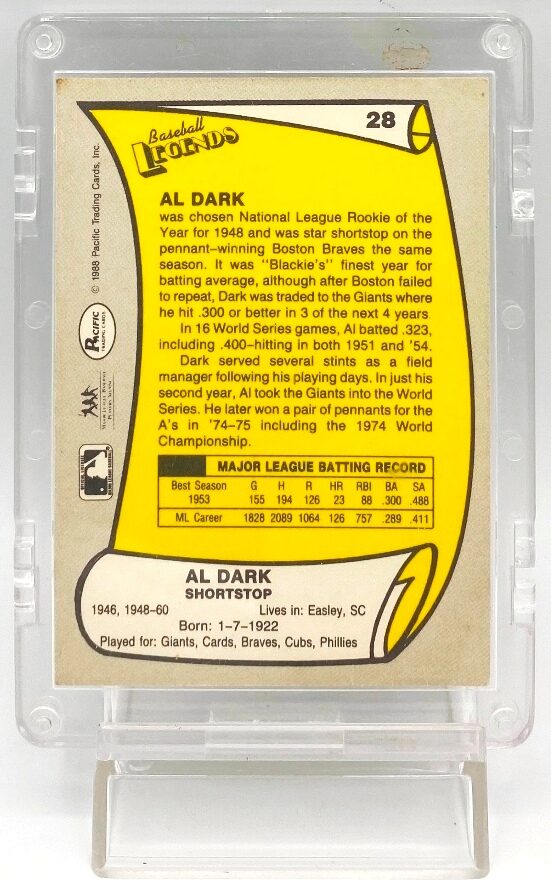 28
Baseball
LEGENDS
AL DARK
was chosen National League Rookie of the
Year for 1948 and was star shortstop on the
pennant-winning Boston Braves the same
season. It was "Blackie's" finest year for
batting average, although after Boston failed
to repeat, Dark was traded to the Giants where
he hit .300 or better in 3 of the next 4 years.
In 16 World Series games, Al batted .323,
including .400-hitting in both 1951 and '54.
Dark served several stints as a field
manager following his playing days. In just his
second year, Al took the Giants into the World
Series. He later won a pair of pennants for the
A's in '74-75 including the 1974 World
Championship.
MAJOR LEAGUE BATTING RECORD
Best Season G H R HR RBI BA SA
1953 155 194 126 23 88 .300 .488
ML Career 1828 2089 1064 126 757 .289 .411
AL DARK
SHORTSTOP
1946, 1948-60 Lives in: Easley, SC
Born: 1-7-1922
Played for: Giants, Cards, Braves, Cubs, Phillies
© 1988 Pacific Trading Cards, Inc.
PACIFIC
TRADING CARDS